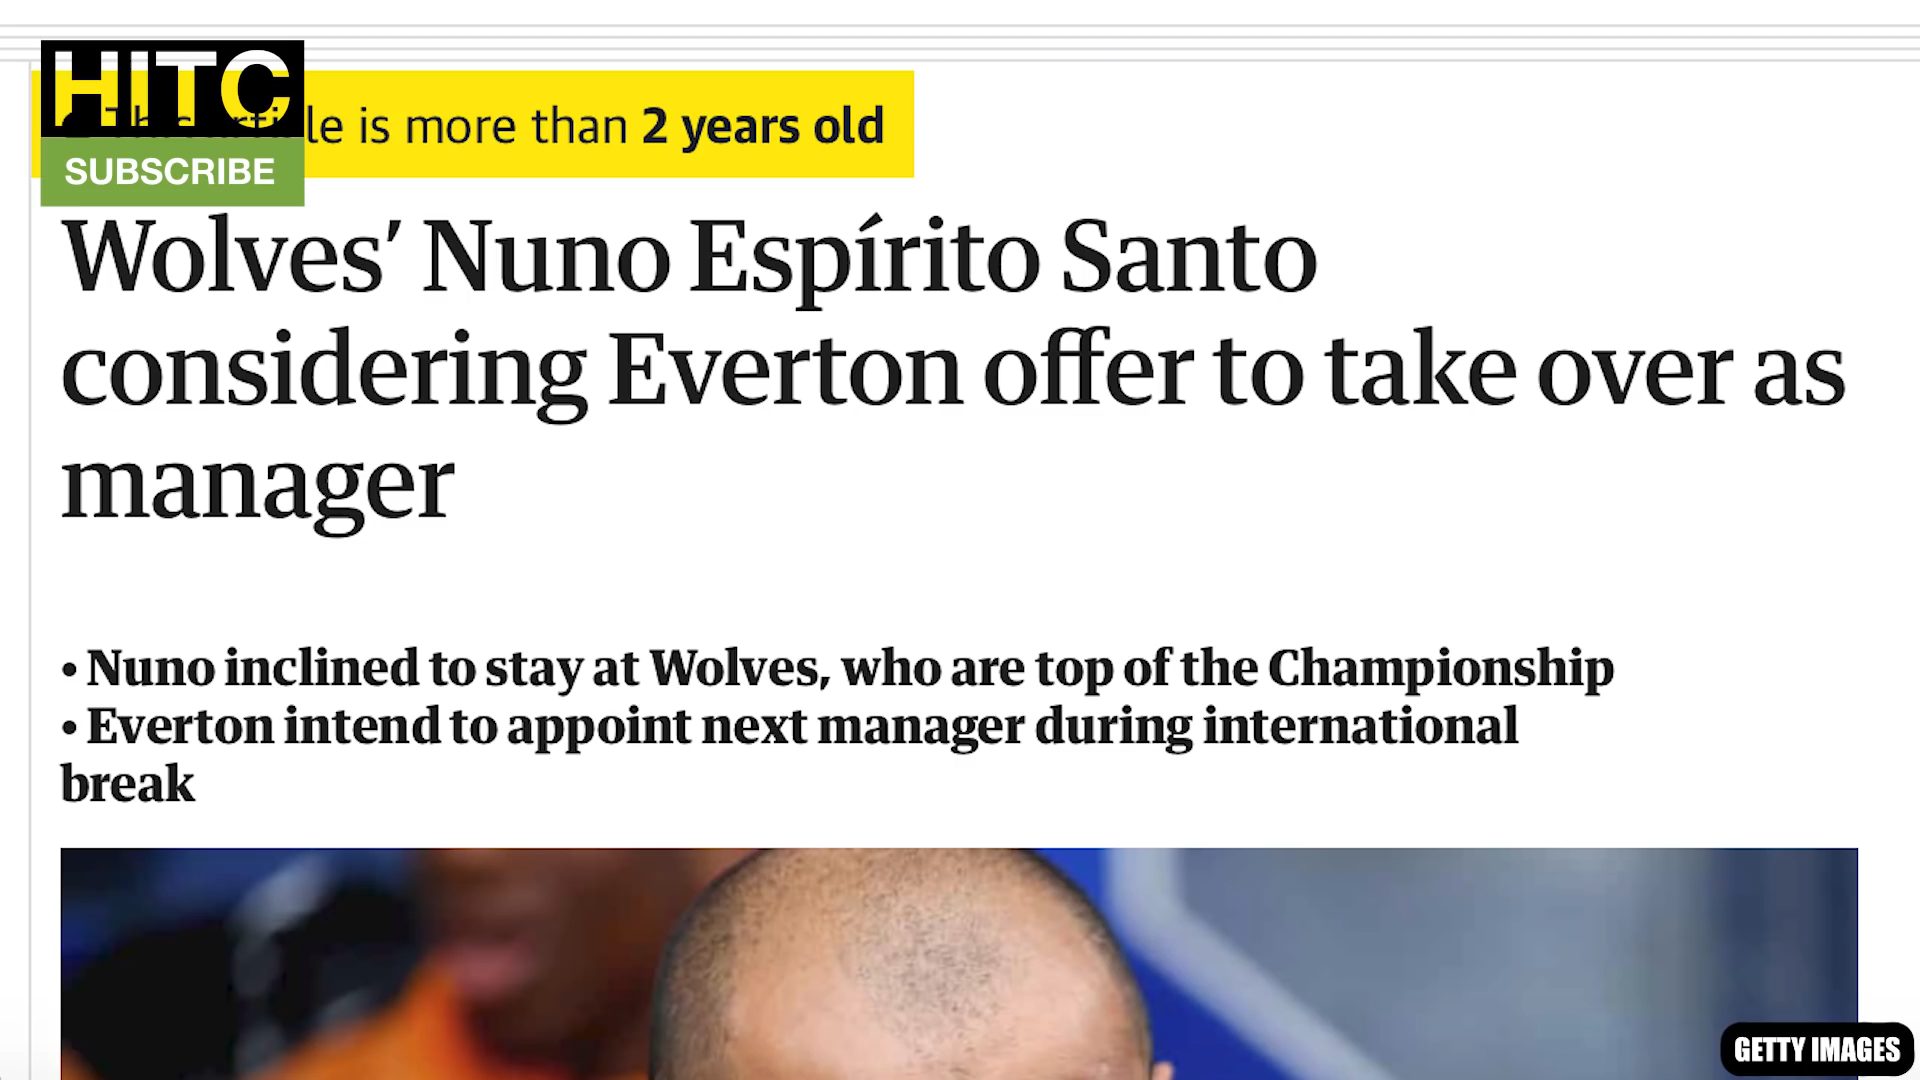 HITC
This article is more than 2 years old
SUBSCRIBE
Wolves’ Nuno Espírito Santo
considering Everton offer to take over as
manager
• Nuno inclined to stay at Wolves, who are top of the Championship
• Everton intend to appoint next manager during international
break
GETTY IMAGES